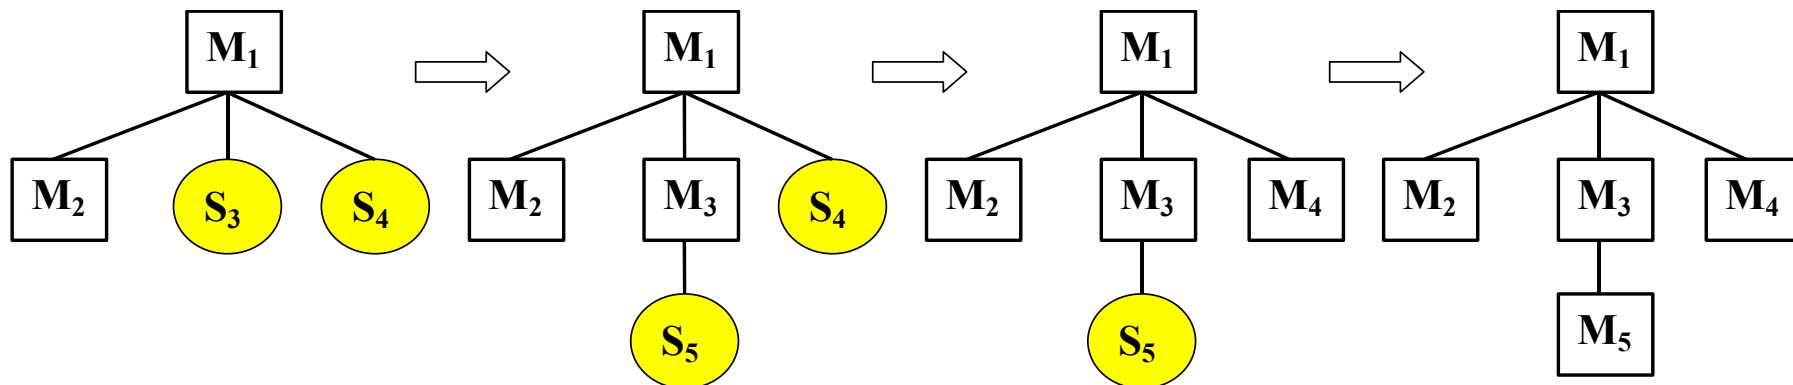 M₁ M₁ M₁ M₁
M₂ S₃ S₄ M₂ M₃ S₄ M₂ M₃ M₄ M₂ M₃ M₄
S₅ S₅ M₅